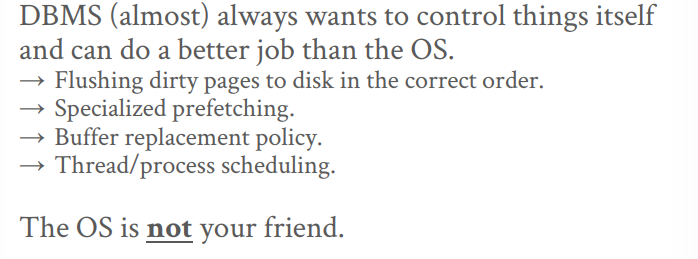 DBMS (almost) always wants to control things itself
and can do a better job than the OS.
→ Flushing dirty pages to disk in the correct order.
→ Specialized prefetching.
→ Buffer replacement policy.
→ Thread/process scheduling.
The OS is not your friend.